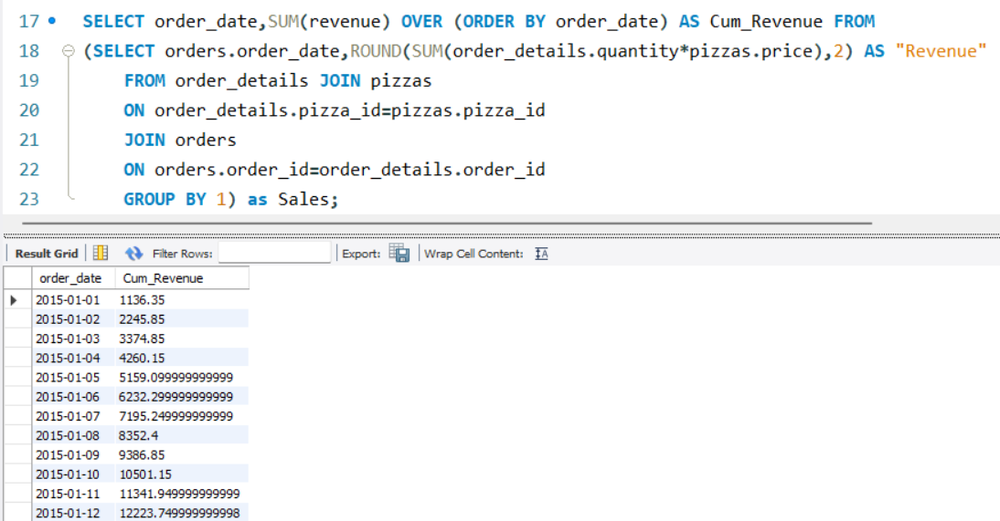 17 SELECT order_date,SUM(revenue) OVER (ORDER BY order_date) AS Cum_Revenue FROM
18 (SELECT orders.order_date,ROUND(SUM(order_details.quantity*pizzas.price),2) AS "Revenue"
19 FROM order_details JOIN pizzas
20 ON order_details.pizza_id=pizzas.pizza_id
21 JOIN orders
22 ON orders.order_id=order_details.order_id
23 GROUP BY 1) as Sales;
Result Grid Filter Rows: Export: Wrap Cell Content: IA
order_date Cum_Revenue
2015-01-01 1136.35
2015-01-02 2245.85
2015-01-03 3374.85
2015-01-04 4260.15
2015-01-05 5159.099999999999
2015-01-06 6232.299999999999
2015-01-07 7195.249999999999
2015-01-08 8352.4
2015-01-09 9386.85
2015-01-10 10501.15
2015-01-11 11341.949999999999
2015-01-12 12223.749999999998